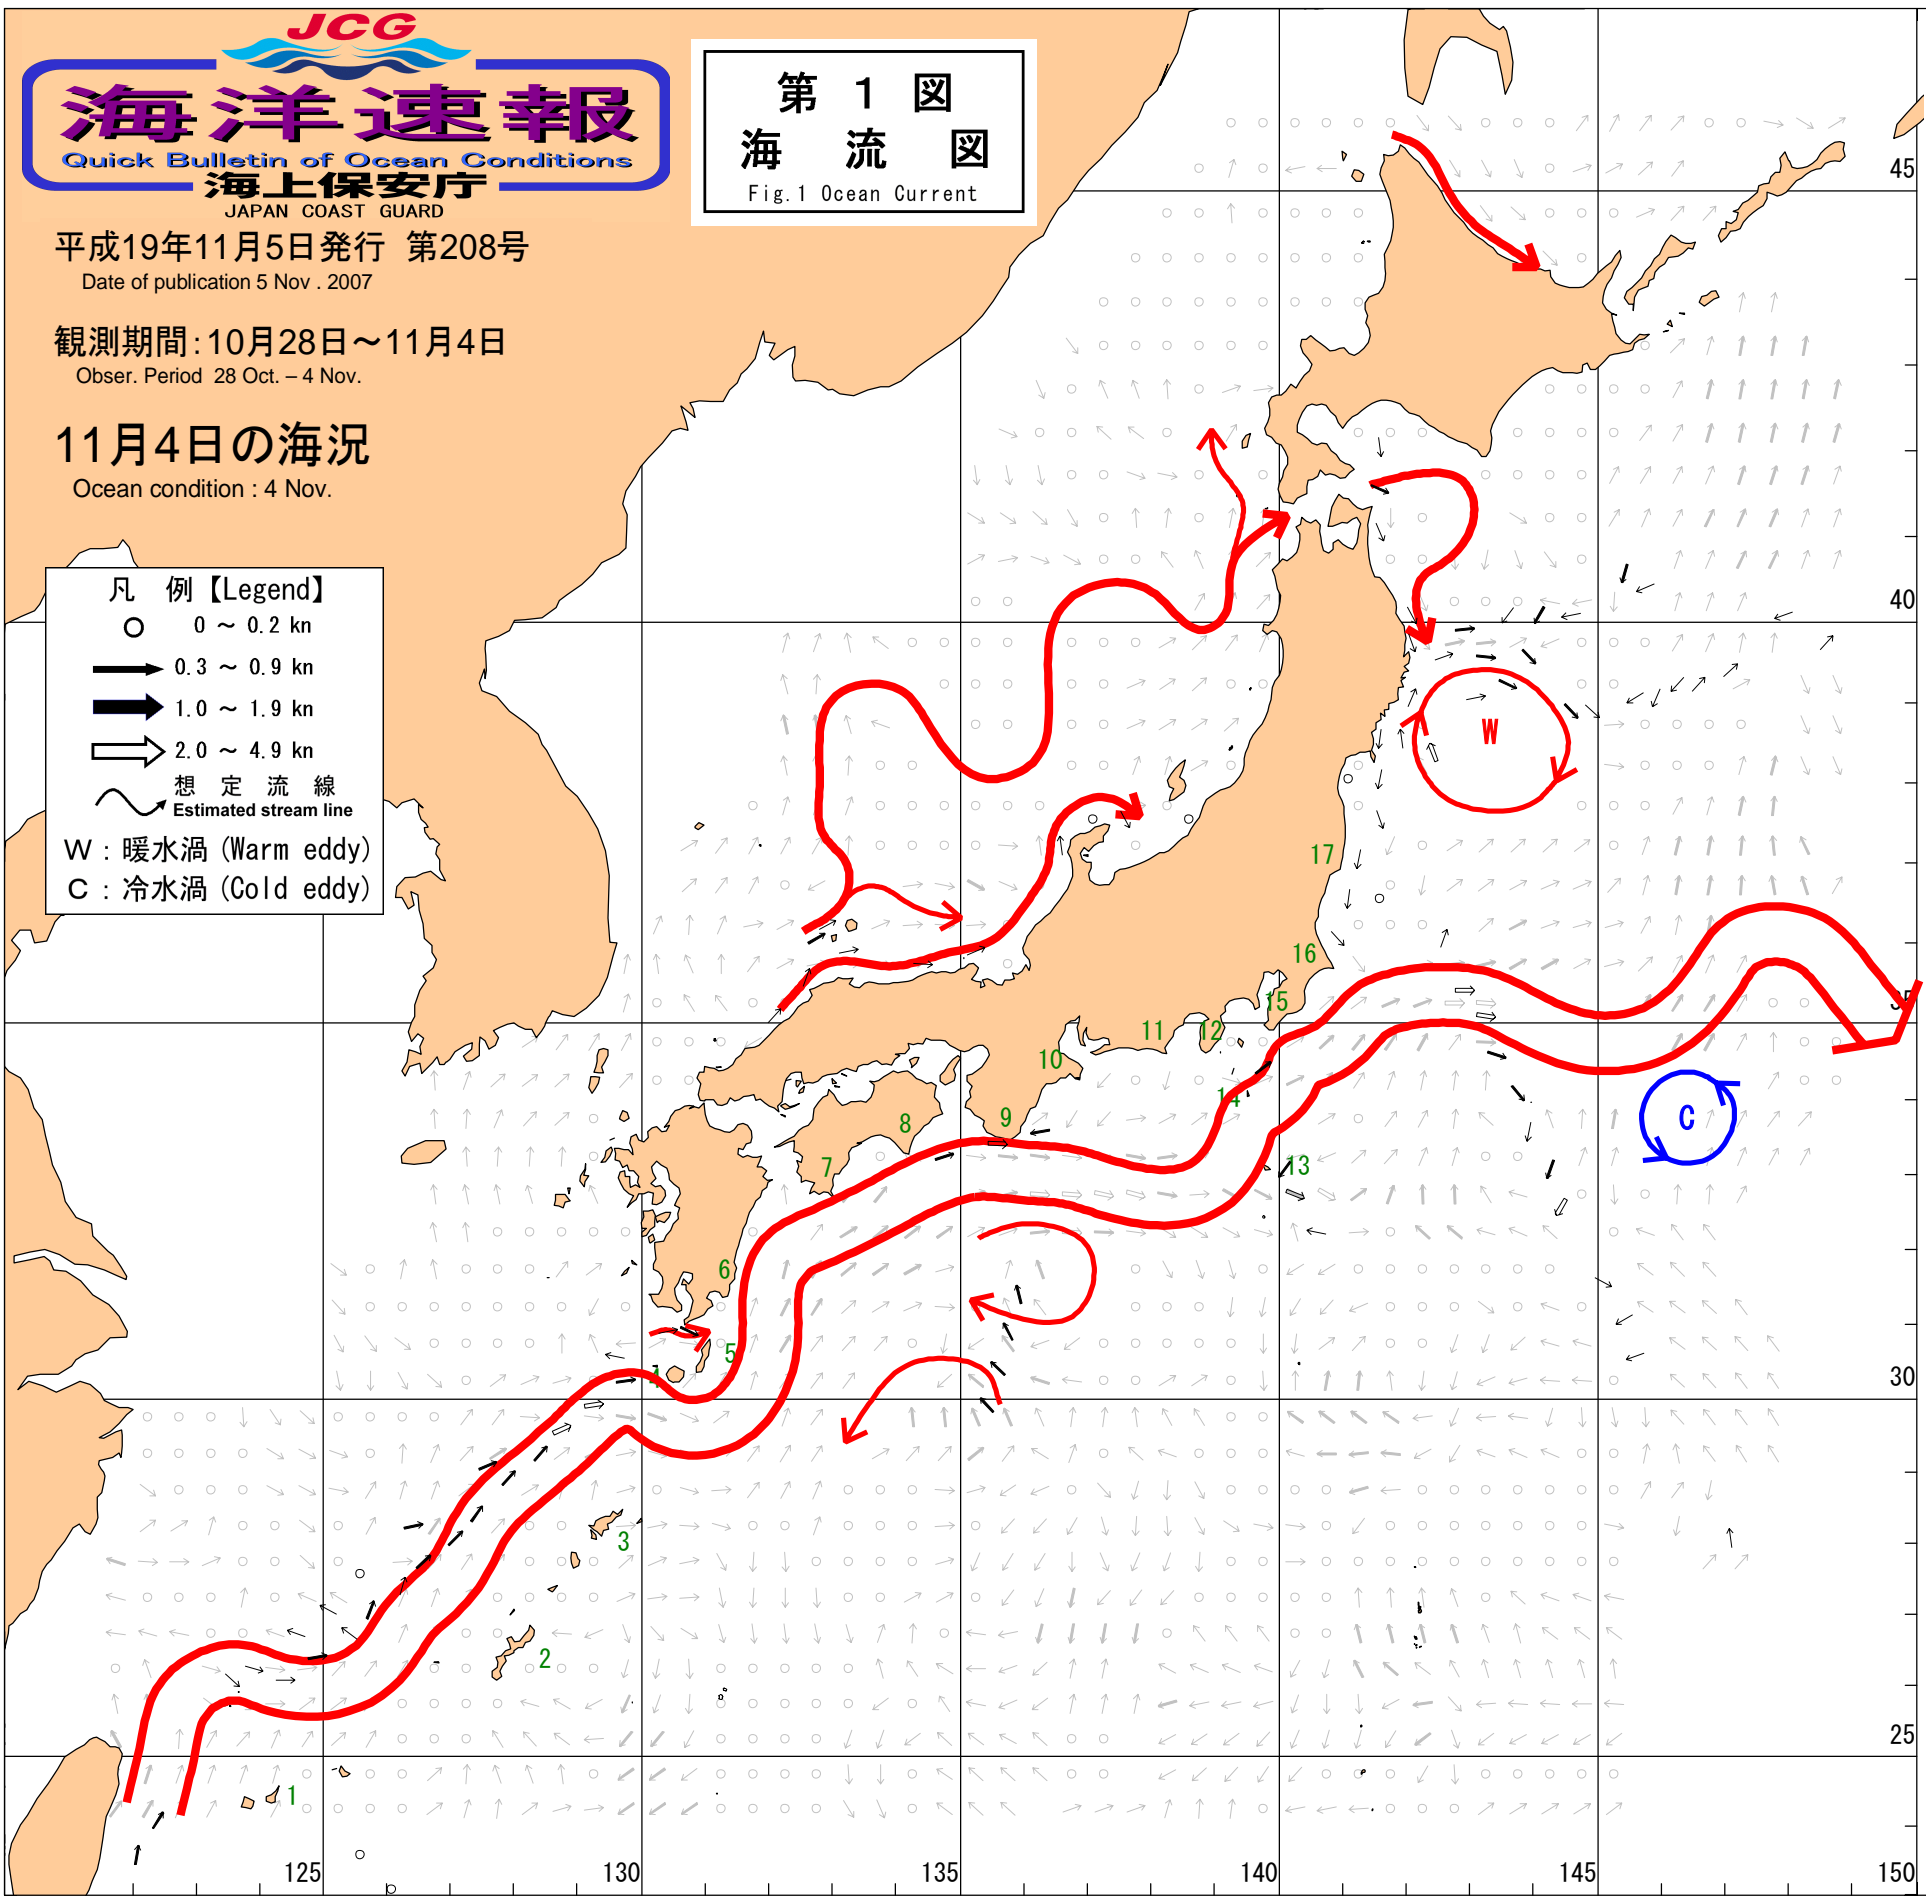 JCG
海洋速報
Quick Bulletin of Ocean Conditions
海上保安庁
JAPAN COAST GUARD
平成19年11月5日発行 第208号
Date of publication 5 Nov . 2007
観測期間:10月28日～11月4日
Obser. Period 28 Oct. – 4 Nov.
11月4日の海況
Ocean condition : 4 Nov.
第 1 図
海 流 図
Fig.1 Ocean Current
凡 例【Legend】
0 ～ 0.2 kn
0.3 ～ 0.9 kn
1.0 ～ 1.9 kn
2.0 ～ 4.9 kn
想 定 流 線
Estimated stream line
W : 暖水渦 (Warm eddy)
C : 冷水渦 (Cold eddy)
45
40
W
17
16
35
15
12
11
10
14
9
8
C
7
13
6
5
4
30
3
2
25
1
125
130
135
140
145
150